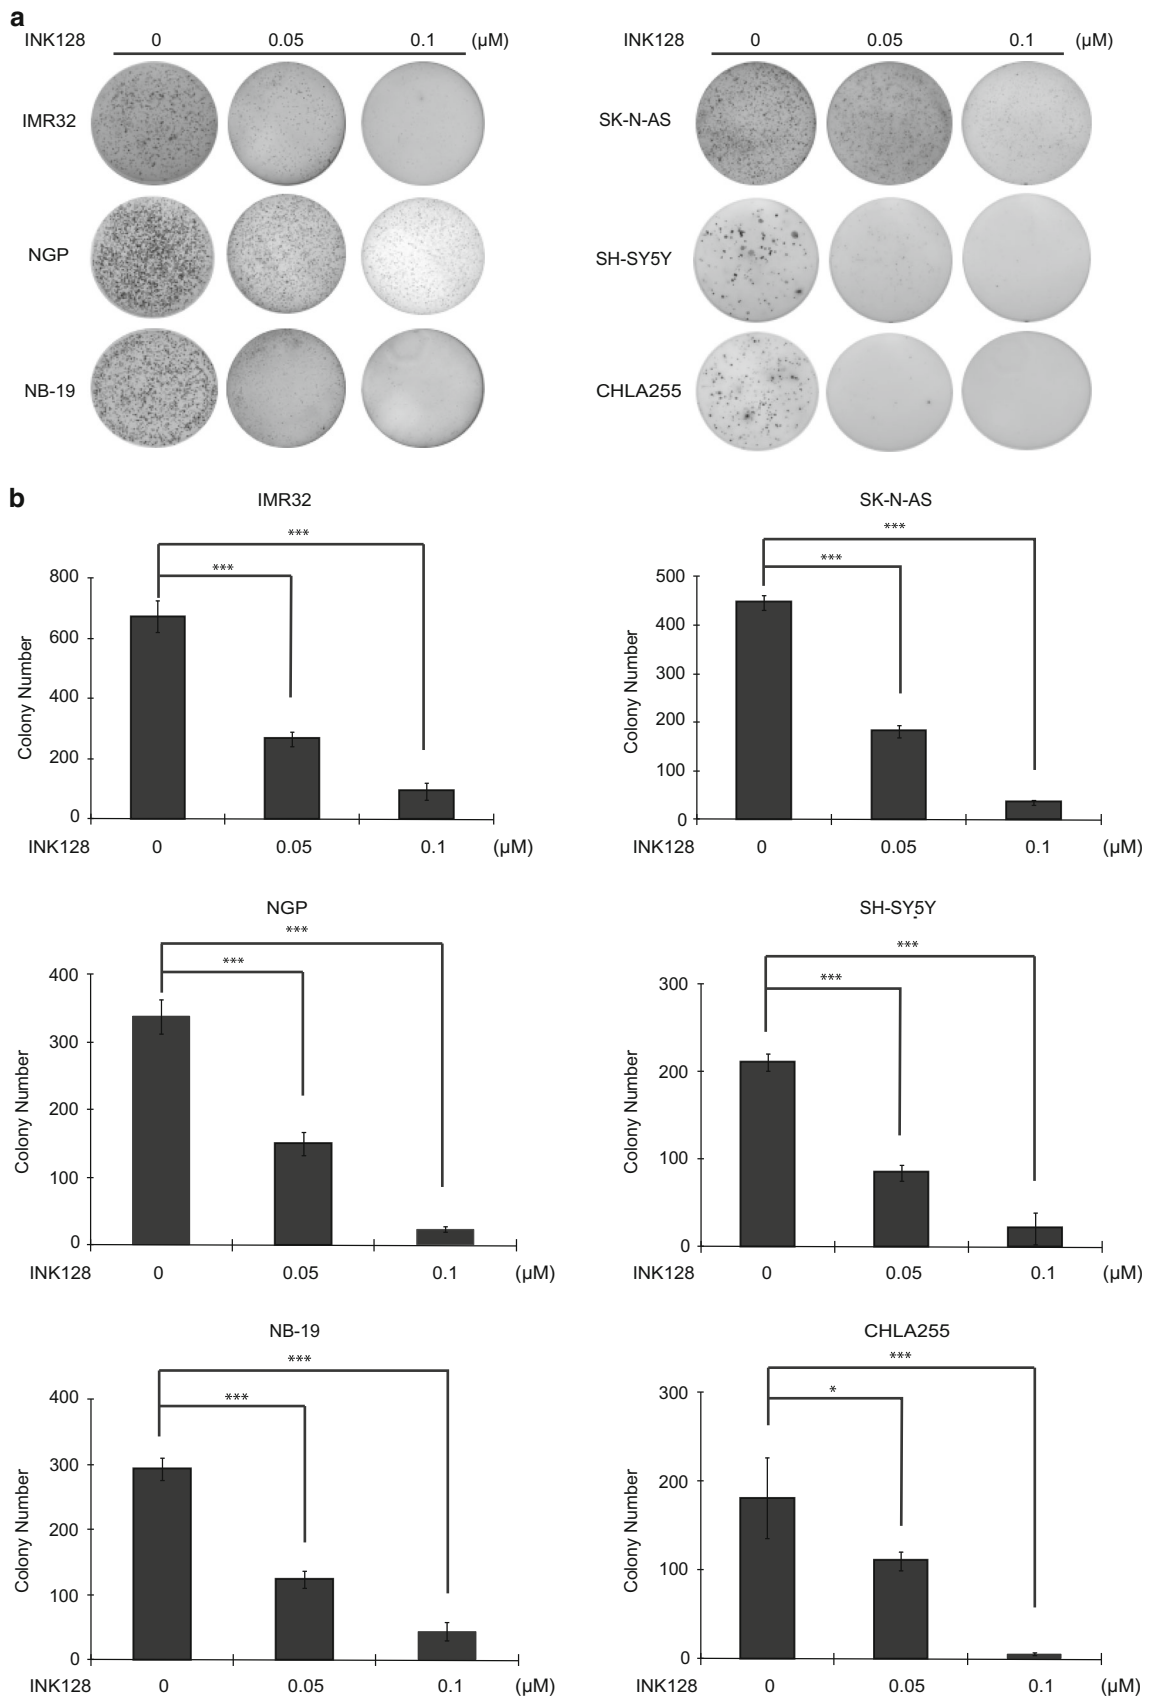 a
INK128 0 0.05 0.1 (μM)
IMR32
NGP
NB-19
INK128 0 0.05 0.1 (μM)
SK-N-AS
SH-SY5Y
CHLA255
b
IMR32
***
***
800
600
400
200
0
Colony Number
INK128 0 0.05 0.1 (μM)
SK-N-AS
***
***
500
400
300
200
100
0
Colony Number
INK128 0 0.05 0.1 (μM)
NGP
***
***
400
300
200
100
0
Colony Number
INK128 0 0.05 0.1 (μM)
SH-SY5Y
***
***
300
200
100
0
Colony Number
INK128 0 0.05 0.1 (μM)
NB-19
***
***
400
300
200
100
0
Colony Number
INK128 0 0.05 0.1 (μM)
CHLA255
***
*
300
200
100
0
Colony Number
INK128 0 0.05 0.1 (μM)